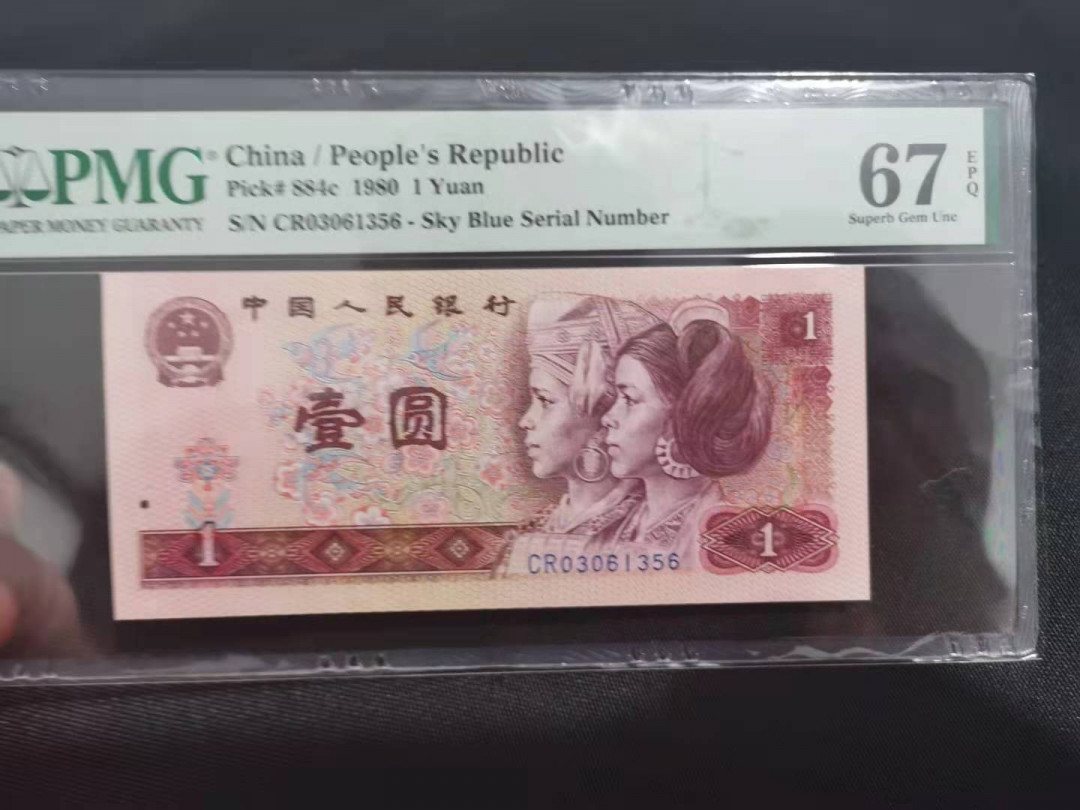 PMG
PAPER MONEY GUARANTY
China / People's Republic
Pick# 884c 1980 1 Yuan
S/N CR03061356 - Sky Blue Serial Number
67
EPQ
Superb Gem Unc
中国人民银行
1
壹圆
1
CR03061356
1